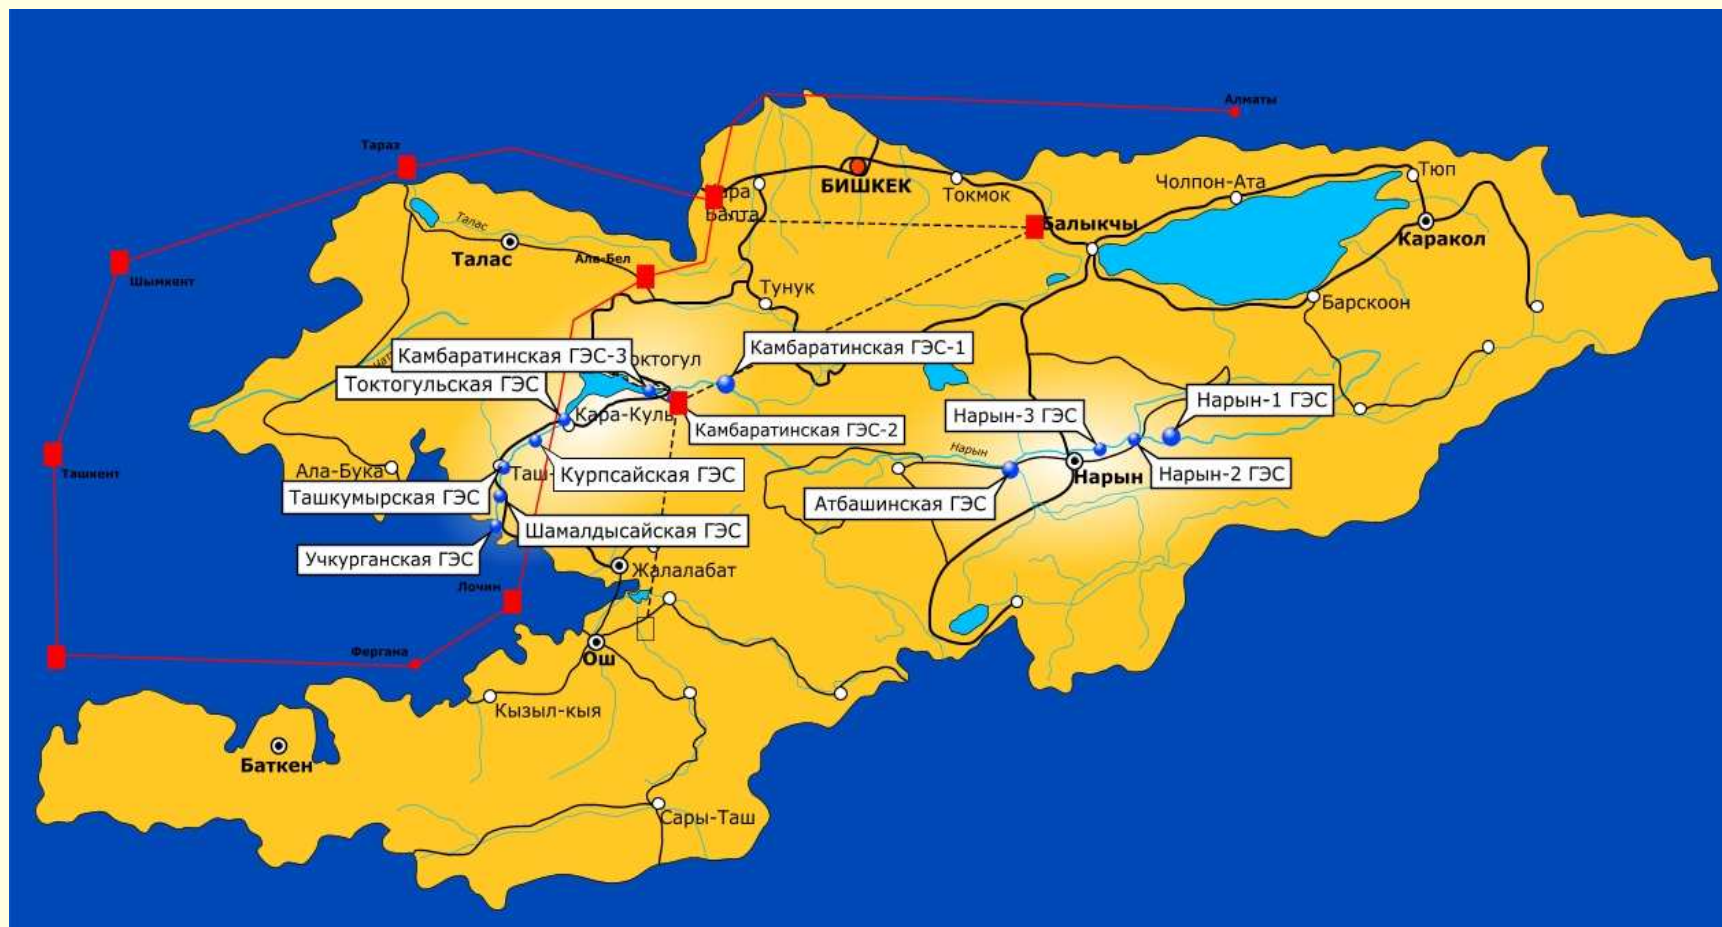 Алматы
Тараз
Тюп
БИШКЕК
Чолпон-Ата
Кара
Балта
Токмок
Талас
Балыкчы
Каракол
Талас
Ала-Бел
Шымкент
Тунук
Барскоон
Камбаратинская ГЭС-3
октогул
Камбаратинская ГЭС-1
Токтогульская ГЭС
Кара-Куль
Камбаратинская ГЭС-2
Нарын-3 ГЭС
Нарын-1 ГЭС
Нарын
Ташкент
Ала-Бука
Таш-
Курпсайская ГЭС
Нарын
Нарын-2 ГЭС
Ташкумырская ГЭС
Атбашинская ГЭС
Шамалдысайская ГЭС
Учкурганская ГЭС
Жалалабат
Лочин
Фергана
Ош
Кызыл-кыя
Баткен
Сары-Таш